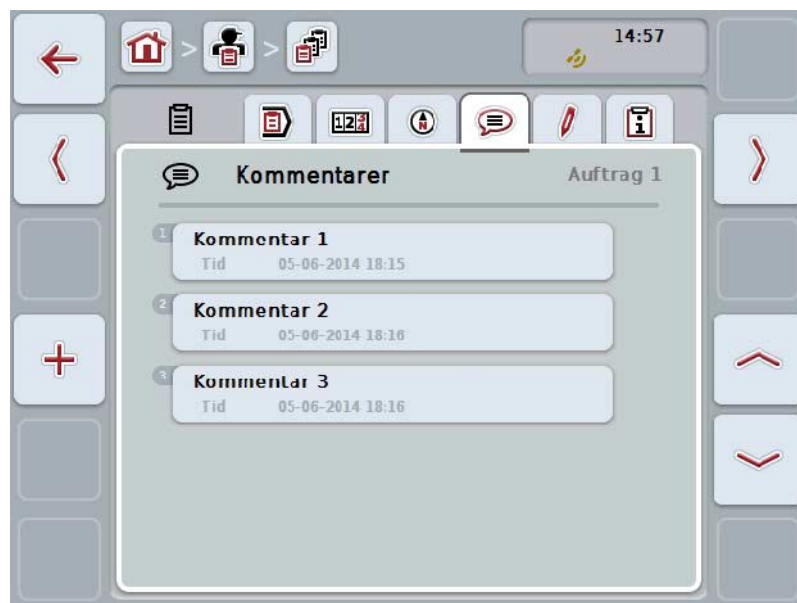 14:57
1234
N
i
Kommentarer Auftrag 1
1 Kommentar 1
Tid 05-06-2014 18:15
2 Kommentar 2
Tid 05-06-2014 18:16
3 Kommentar 3
Tid 05-06-2014 18:16